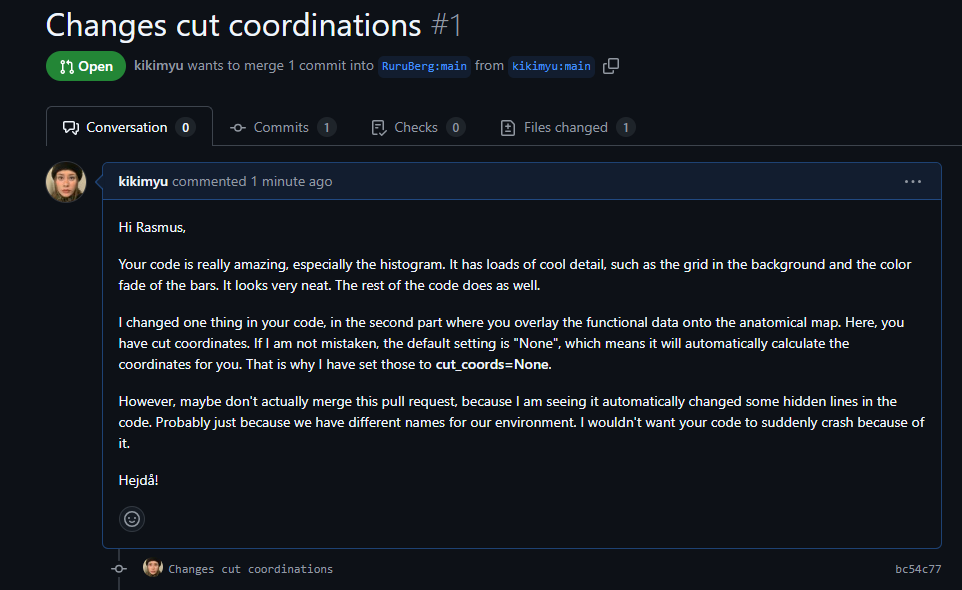 Changes cut coordinations #1
Open kikimyu wants to merge 1 commit into RuruBerg:main from kikimyu:main
Conversation 0 Commits 1 Checks 0 Files changed 1
kikimyu commented 1 minute ago
Hi Rasmus,
Your code is really amazing, especially the histogram. It has loads of cool detail, such as the grid in the background and the color
fade of the bars. It looks very neat. The rest of the code does as well.
I changed one thing in your code, in the second part where you overlay the functional data onto the anatomical map. Here, you
have cut coordinates. If I am not mistaken, the default setting is "None", which means it will automatically calculate the
coordinates for you. That is why I have set those to cut_coords=None.
However, maybe don't actually merge this pull request, because I am seeing it automatically changed some hidden lines in the
code. Probably just because we have different names for our environment. I wouldn't want your code to suddenly crash because of
it.
Hejdå!
Changes cut coordinations bc54c77